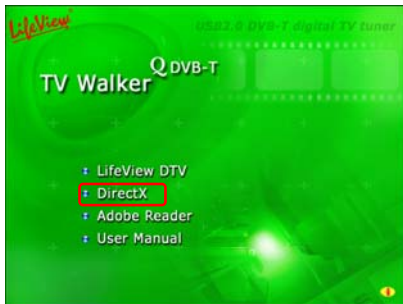 LifeView
USB2.0 DVB-T digital TV tuner
TV Walker Q DVB-T
LifeView DTV
DirectX
Adobe Reader
User Manual